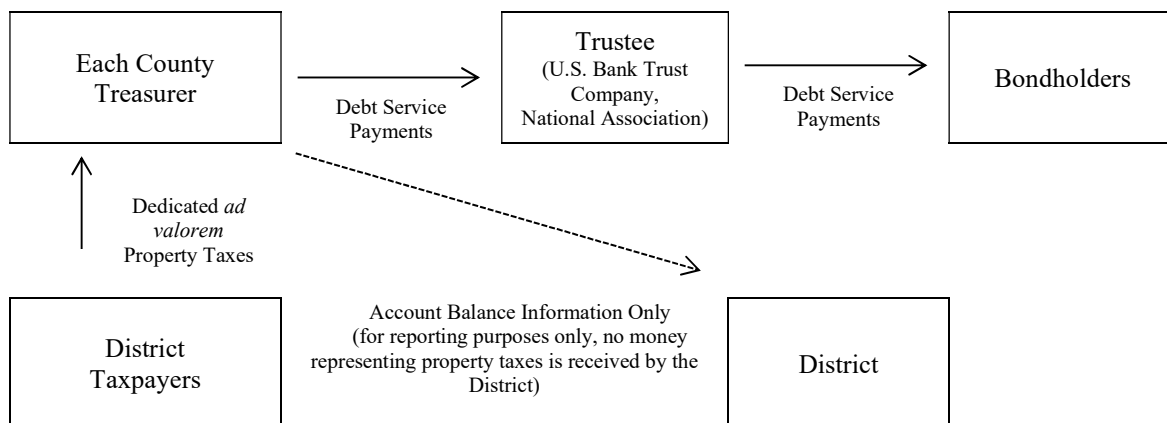 Each County
Treasurer
Debt Service
Payments
Trustee
(U.S. Bank Trust
Company,
National Association)
Debt Service
Payments
Bondholders
Dedicated ad
valorem
Property Taxes
District
Taxpayers
Account Balance Information Only
(for reporting purposes only, no money
representing property taxes is received by the
District)
District